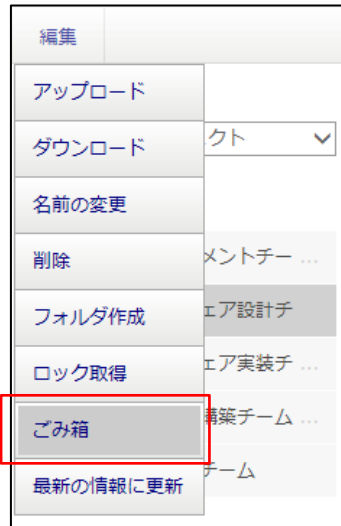 編集
アップロード
ダウンロード
クト
名前の変更
削除
メントチー ...
フォルダ作成
ェア設計チ
ロック取得
ェア実装チ ...
ごみ箱
構築チーム ...
最新の情報に更新
チーム